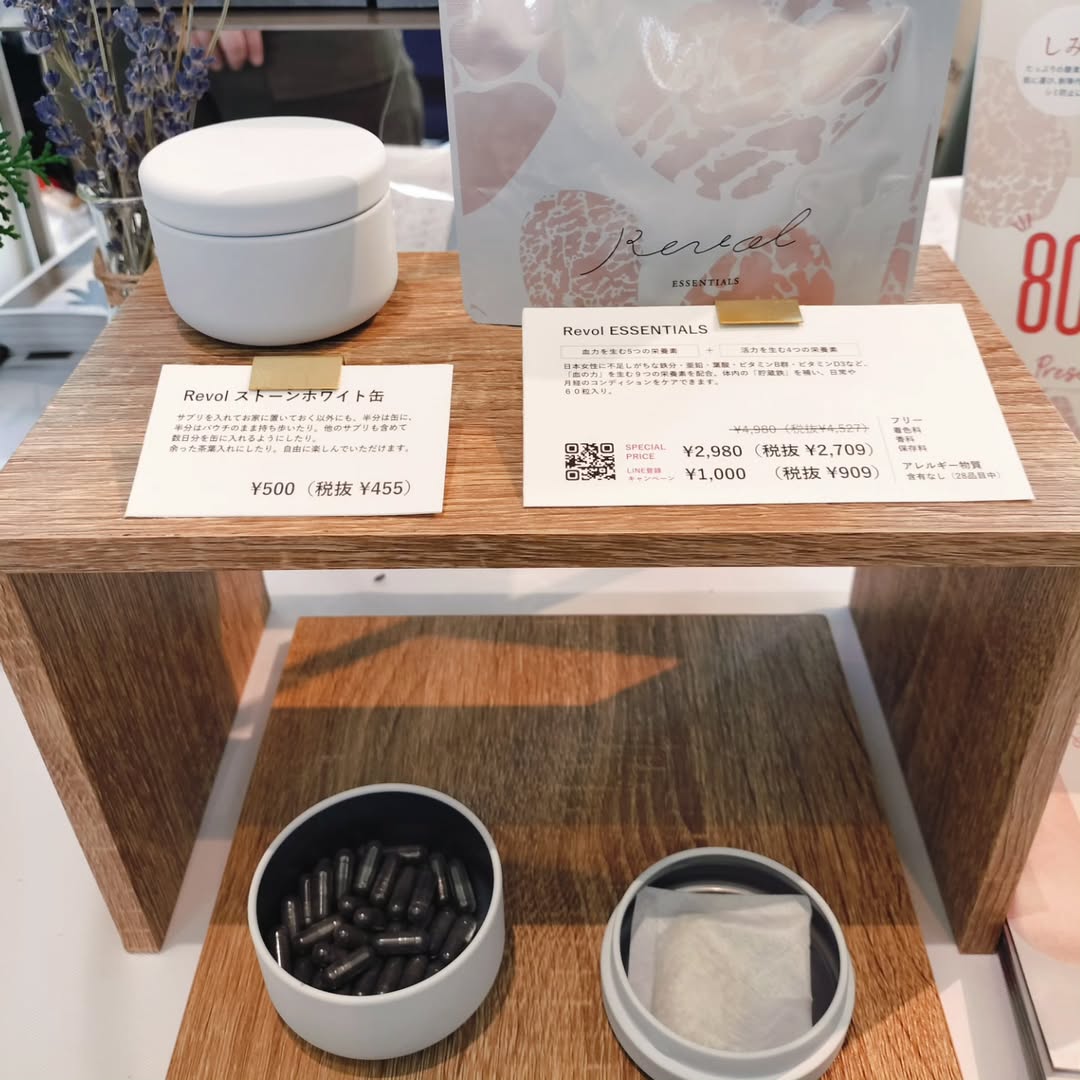 Revol
ESSENTIALS
しみ
80
Revol ESSENTIALS
血力を生む5つの栄養素 + 活力を生む4つの栄養素
日本女性に不足しがちな鉄分・亜鉛・葉酸・ビタミンB群・ビタミンD3など、
「血の力」を生む9つの栄養素を配合。体内の「貯蔵鉄」を補い、日常や
月経のコンディションをケアできます。
60粒入り。
¥4,980(税抜¥4,527)
SPECIAL
PRICE
¥2,980(税抜 ¥2,709)
LINE登録
キャンペーン
¥1,000 (税抜 ¥909)
フリー
着色料
香料
保存料
アレルギー物質
含有なし(28品目中)
Revol ストーンホワイト缶
サプリを入れてお家に置いておく以外にも、半分は缶に、
半分はパウチのまま持ち歩いたり。他のサプリも含めて
数日分を缶に入れるようにしたり。
余った茶葉入れにしたり。自由に楽しんでいただけます。
¥500(税抜 ¥455)